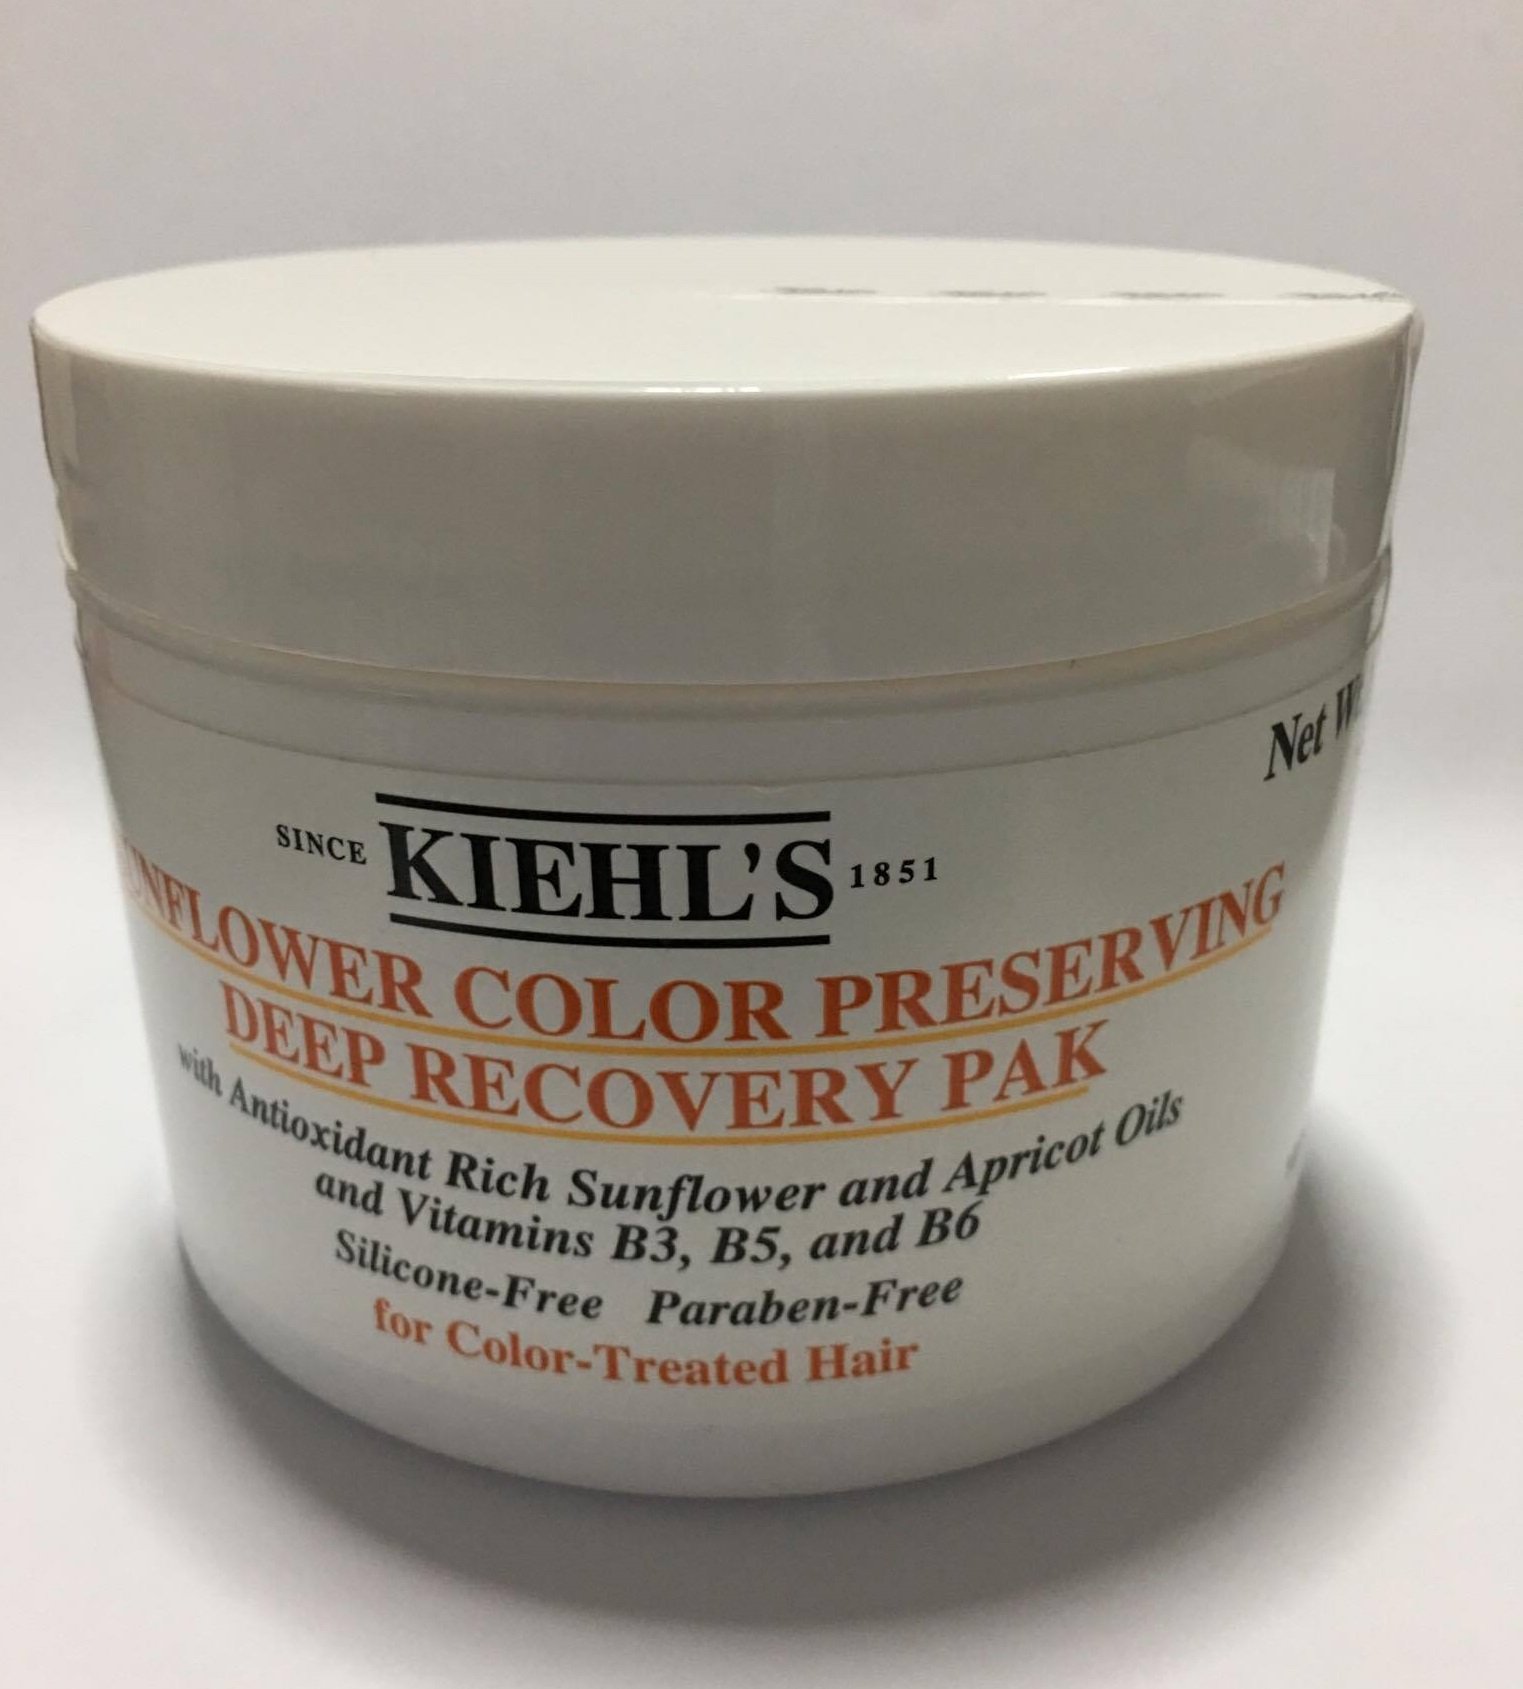 Net
SINCE KIEHL'S 1851
UNFLOWER COLOR PRESERVING
DEEP RECOVERY PAK
with Antioxidant Rich Sunflower and Apricot Oils
and Vitamins B3, B5, and B6
Silicone-Free Paraben-Free
for Color-Treated Hair